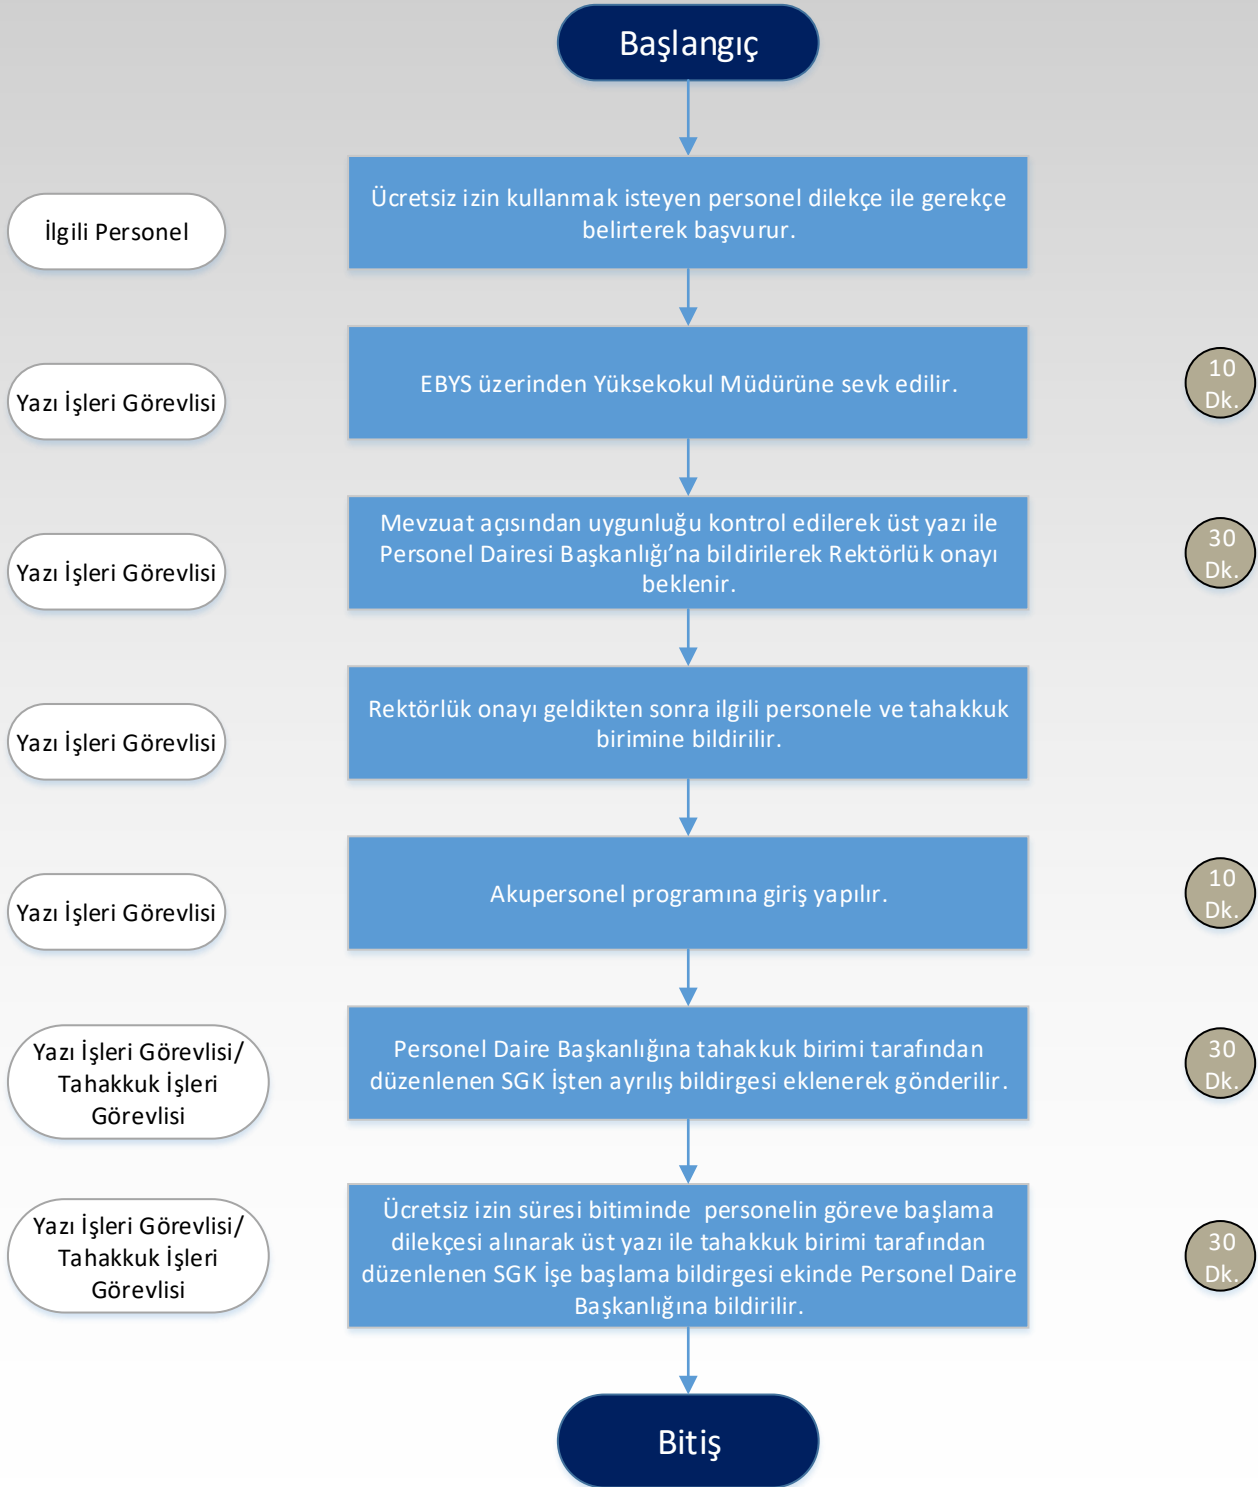 Başlangıç
İlgili Personel
Ücretsiz izin kullanmak isteyen personel dilekçe ile gerekçe
belirterek başvurur.
Yazı İşleri Görevlisi
EBYS üzerinden Yüksekokul Müdürüne sevk edilir.
10
Dk.
Yazı İşleri Görevlisi
Mevzuat açısından uygunluğu kontrol edilerek üst yazı ile
Personel Dairesi Başkanlığı’na bildirilerek Rektörlük onayı
beklenir.
30
Dk.
Yazı İşleri Görevlisi
Rektörlük onayı geldikten sonra ilgili personele ve tahakkuk
birimine bildirilir.
Yazı İşleri Görevlisi
Akupersonel programına giriş yapılır.
10
Dk.
Yazı İşleri Görevlisi/
Tahakkuk İşleri
Görevlisi
Personel Daire Başkanlığına tahakkuk birimi tarafından
düzenlenen SGK İşten ayrılış bildirgesi eklenerek gönderilir.
30
Dk.
Yazı İşleri Görevlisi/
Tahakkuk İşleri
Görevlisi
Ücretsiz izin süresi bitiminde  personelin göreve başlama
dilekçesi alınarak üst yazı ile tahakkuk birimi tarafından
düzenlenen SGK İşe başlama bildirgesi ekinde Personel Daire
Başkanlığına bildirilir.
30
Dk.
Bitiş